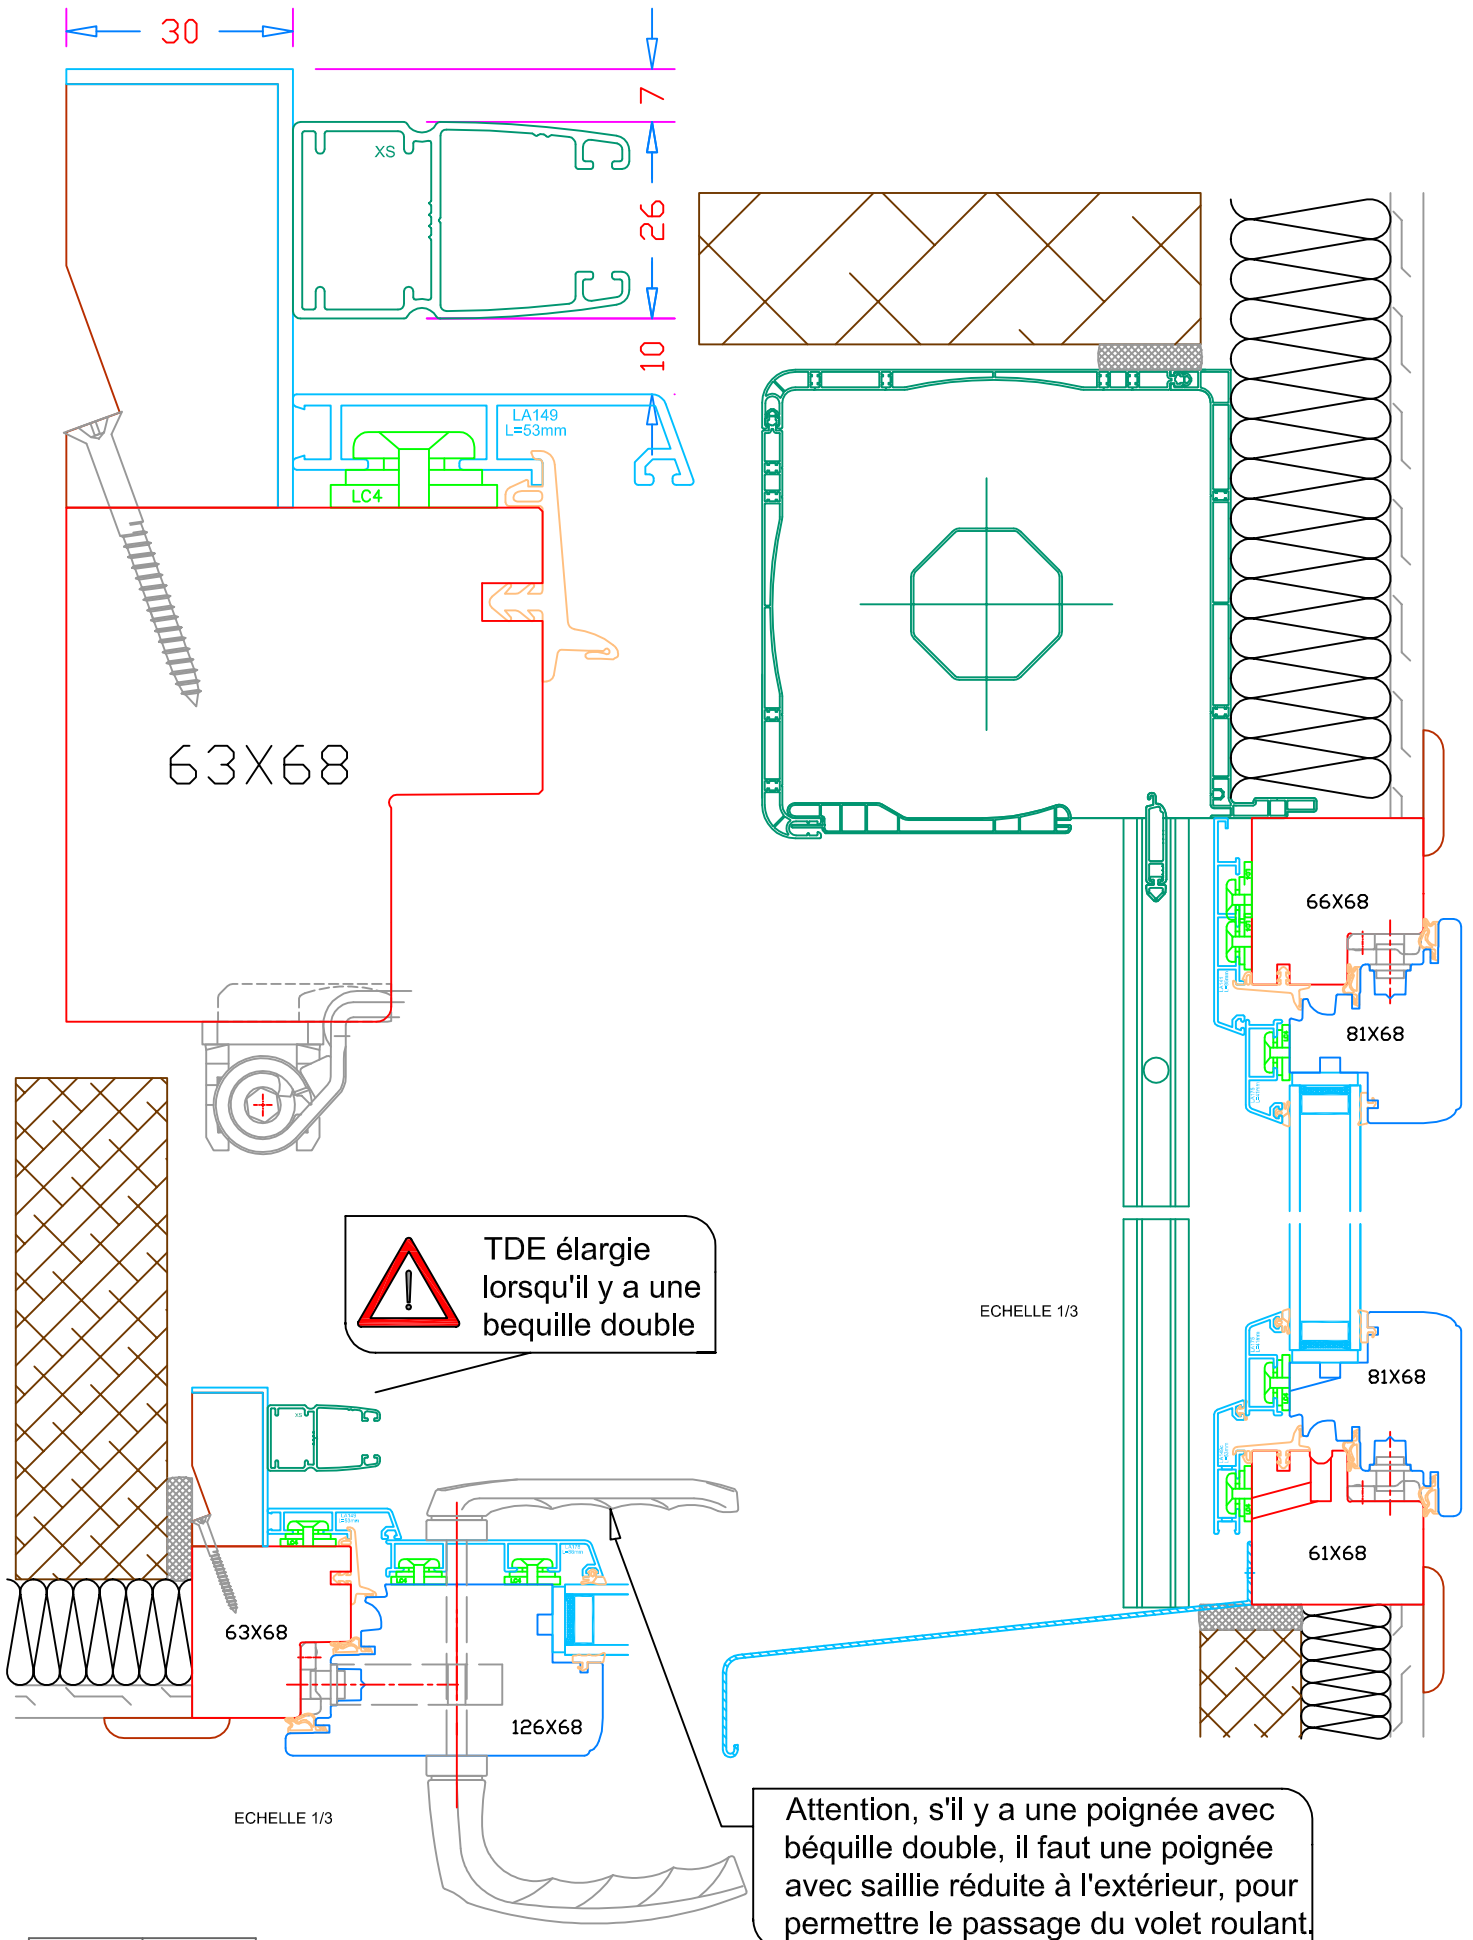 30
7
XS
26
10
LA149
L=53mm
LC4
63X68
66X68
81X68
TDE élargie
lorsqu'il y a une
bequille double
ECHELLE 1/3
81X68
XS
61X68
63X68
126X68
ECHELLE 1/3
Attention, s'il y a une poignée avec
béquille double, il faut une poignée
avec saillie réduite à l'extérieur, pour
permettre le passage du volet roulant.